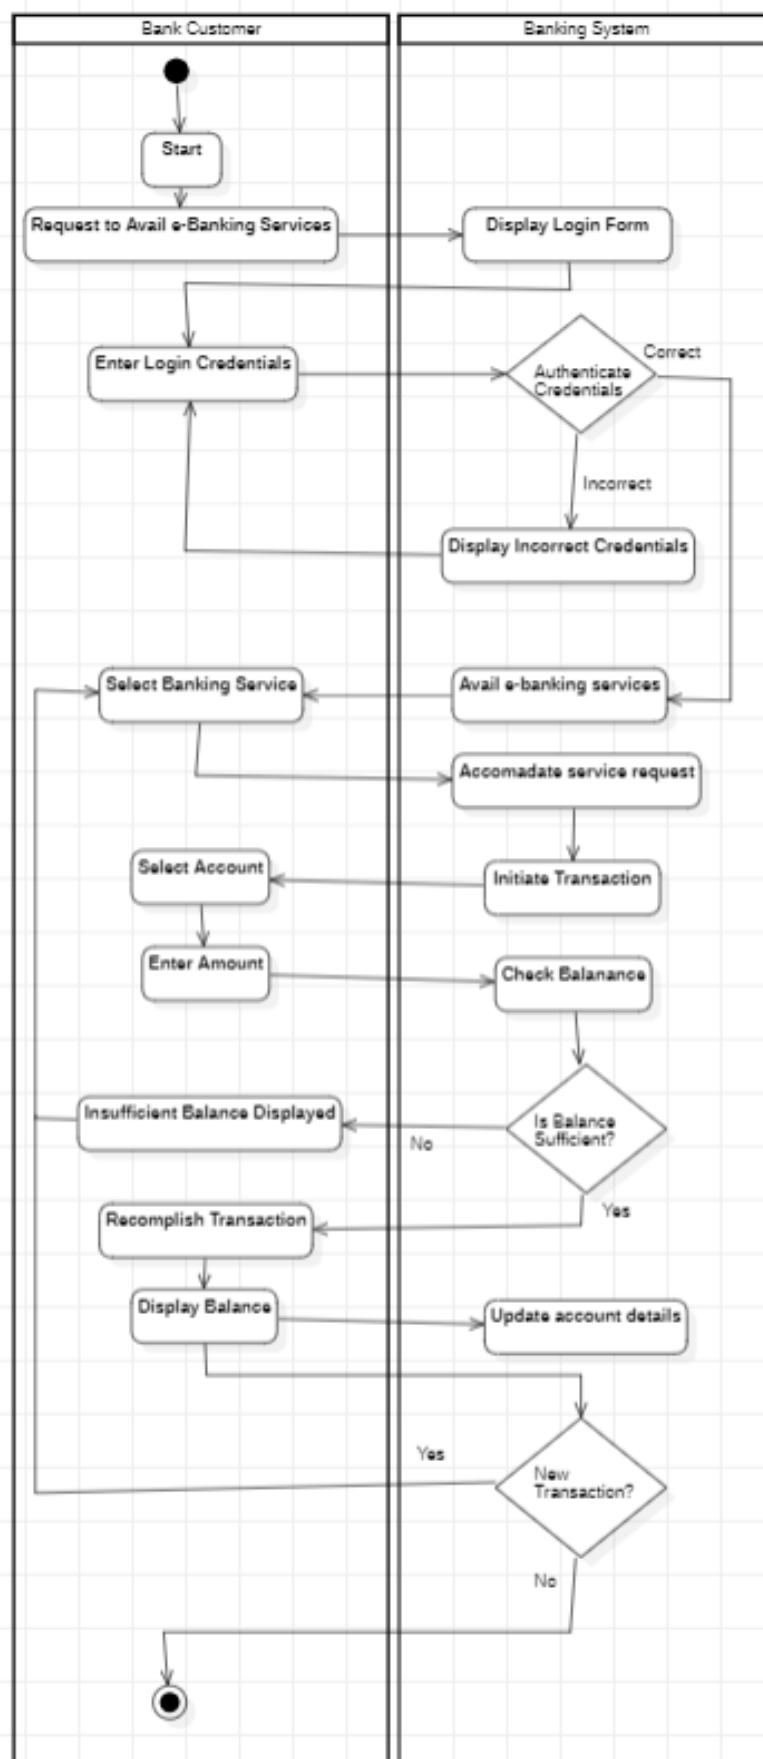 Bank Customer
Banking System
Start
Request to Avail e-Banking Services
Display Login Form
Enter Login Credentials
Correct
Authenticate
Credentials
Incorrect
Display Incorrect Credentials
Select Banking Service
Avail e-banking services
Accomadate service request
Select Account
Initiate Transaction
Enter Amount
Check Balanance
Insufficient Balance Displayed
Is Balance
Sufficient?
No
Recomplish Transaction
Yes
Display Balance
Update account details
Yes
New
Transaction?
No